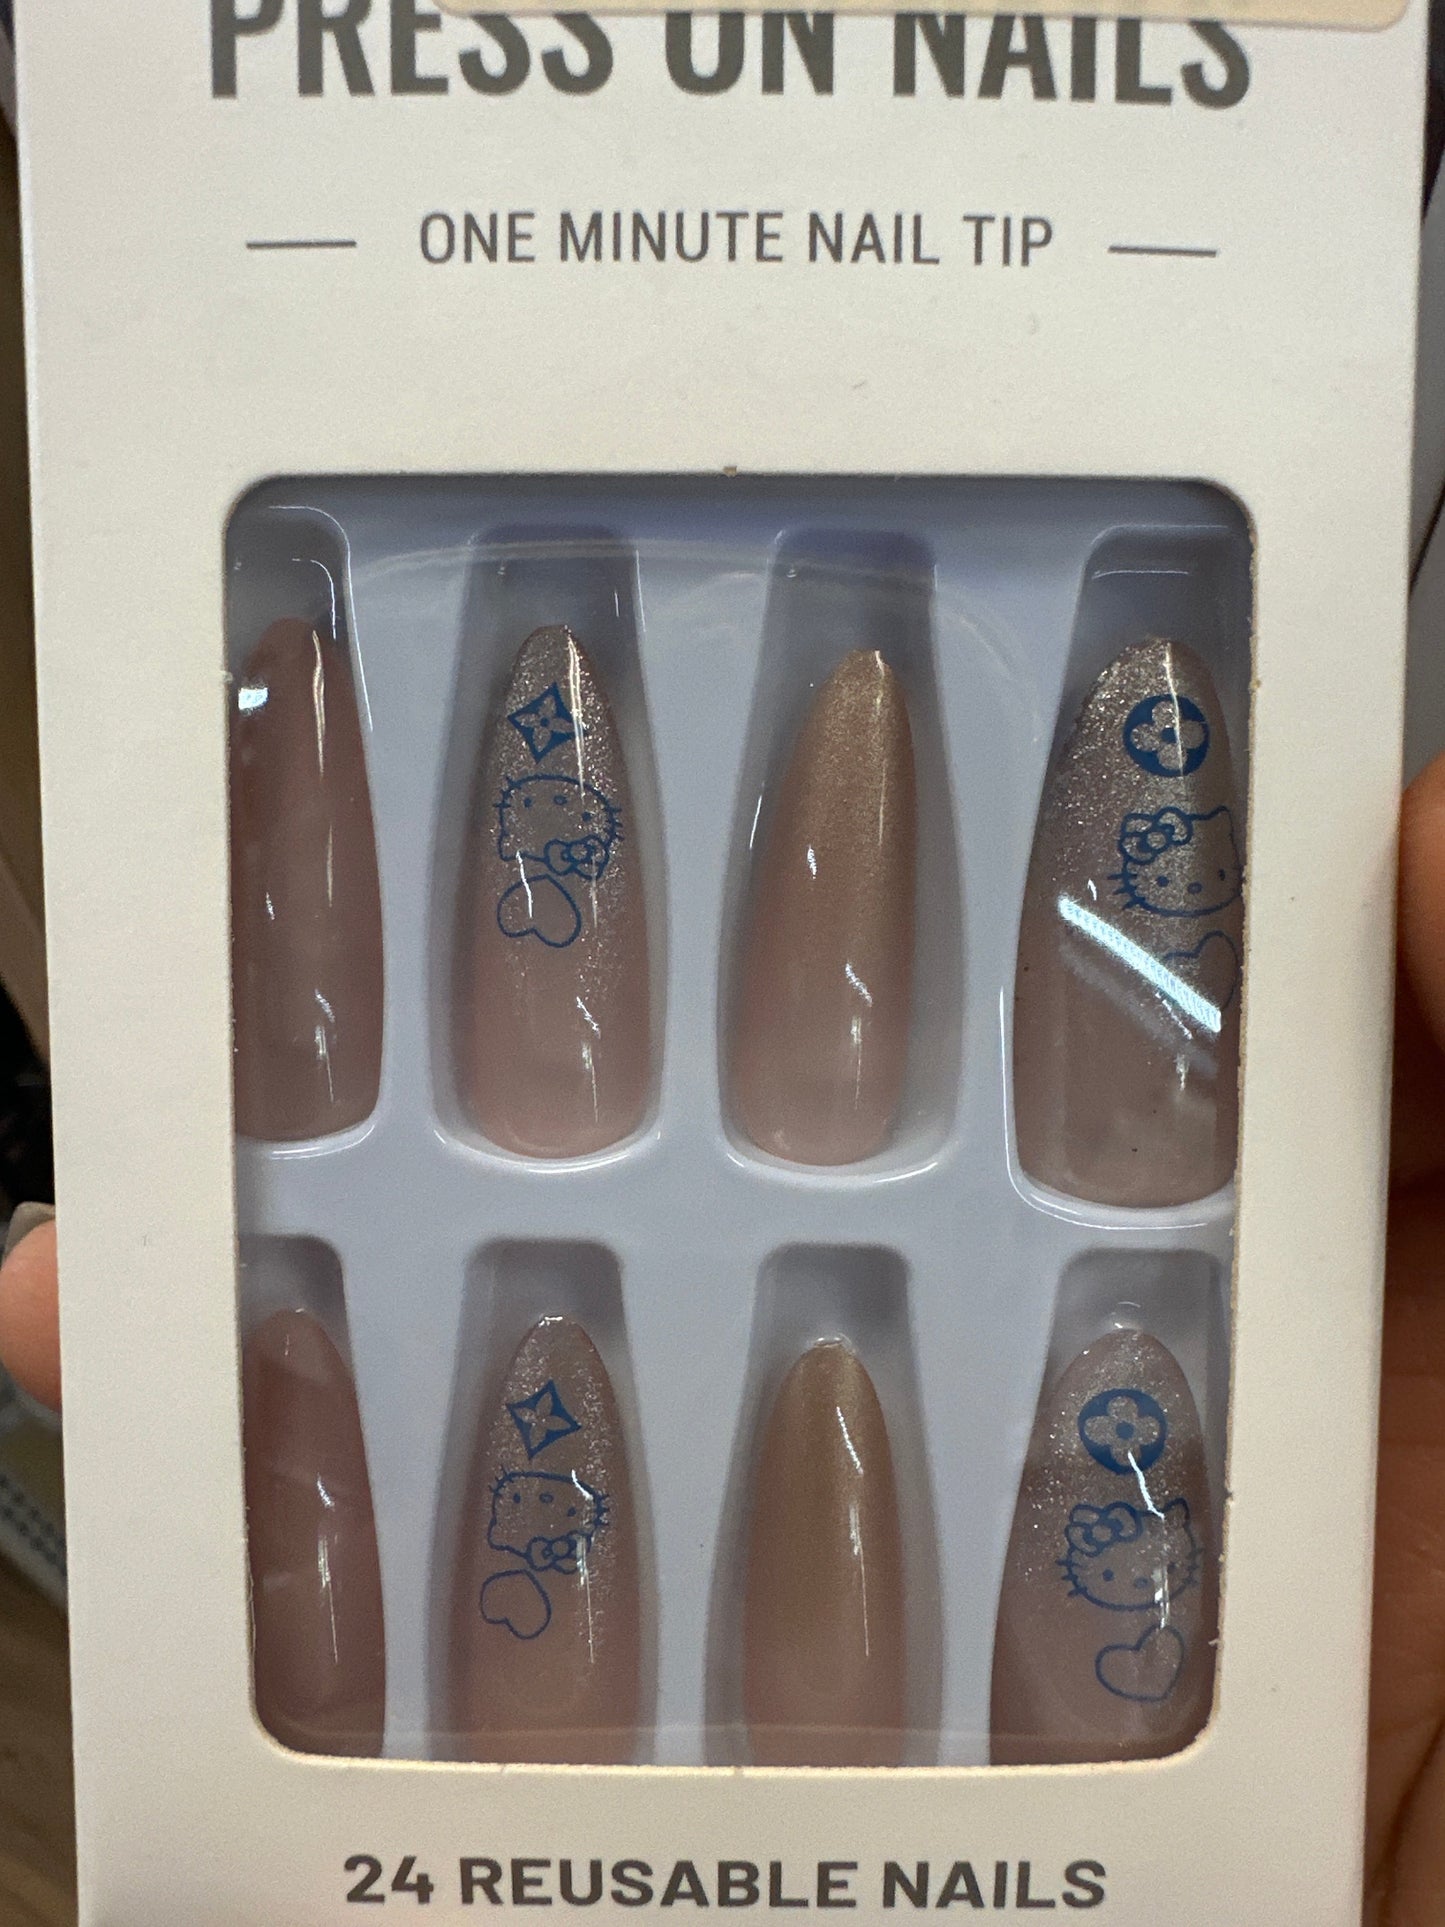 PRESS ON NAILS
ONE MINUTE NAIL TIP
24 REUSABLE NAILS